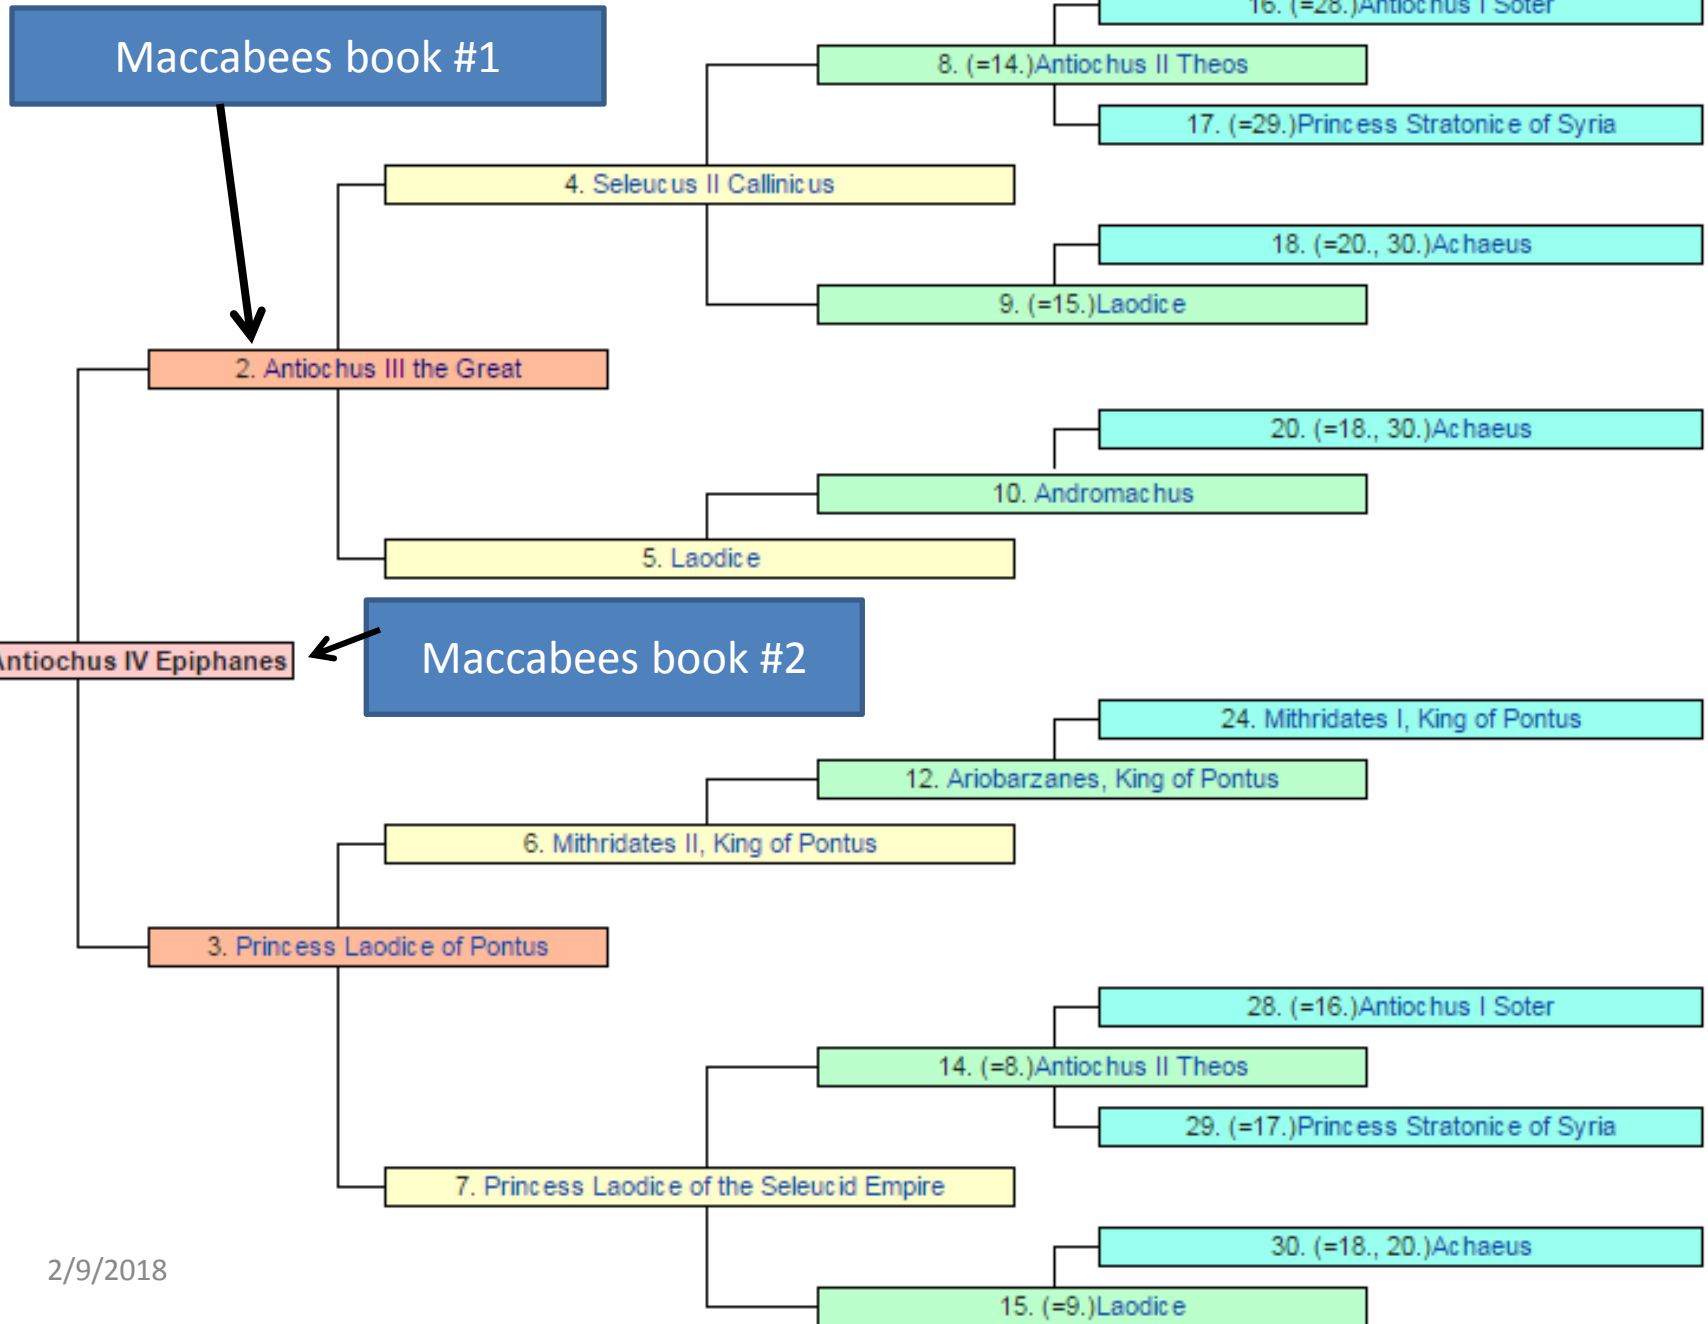 Maccabees book #1
16. (=28.)Antiochus I Soter
8. (=14.)Antiochus II Theos
17. (=29.)Princess Stratonice of Syria
4. Seleucus II Callinicus
18. (=20., 30.)Achaeus
9. (=15.)Laodice
2. Antiochus III the Great
20. (=18., 30.)Achaeus
10. Andromachus
5. Laodice
Antiochus IV Epiphanes
Maccabees book #2
24. Mithridates I, King of Pontus
12. Ariobarzanes, King of Pontus
6. Mithridates II, King of Pontus
3. Princess Laodice of Pontus
28. (=16.)Antiochus I Soter
14. (=8.)Antiochus II Theos
29. (=17.)Princess Stratonice of Syria
7. Princess Laodice of the Seleucid Empire
30. (=18., 20.)Achaeus
15. (=9.)Laodice
2/9/2018